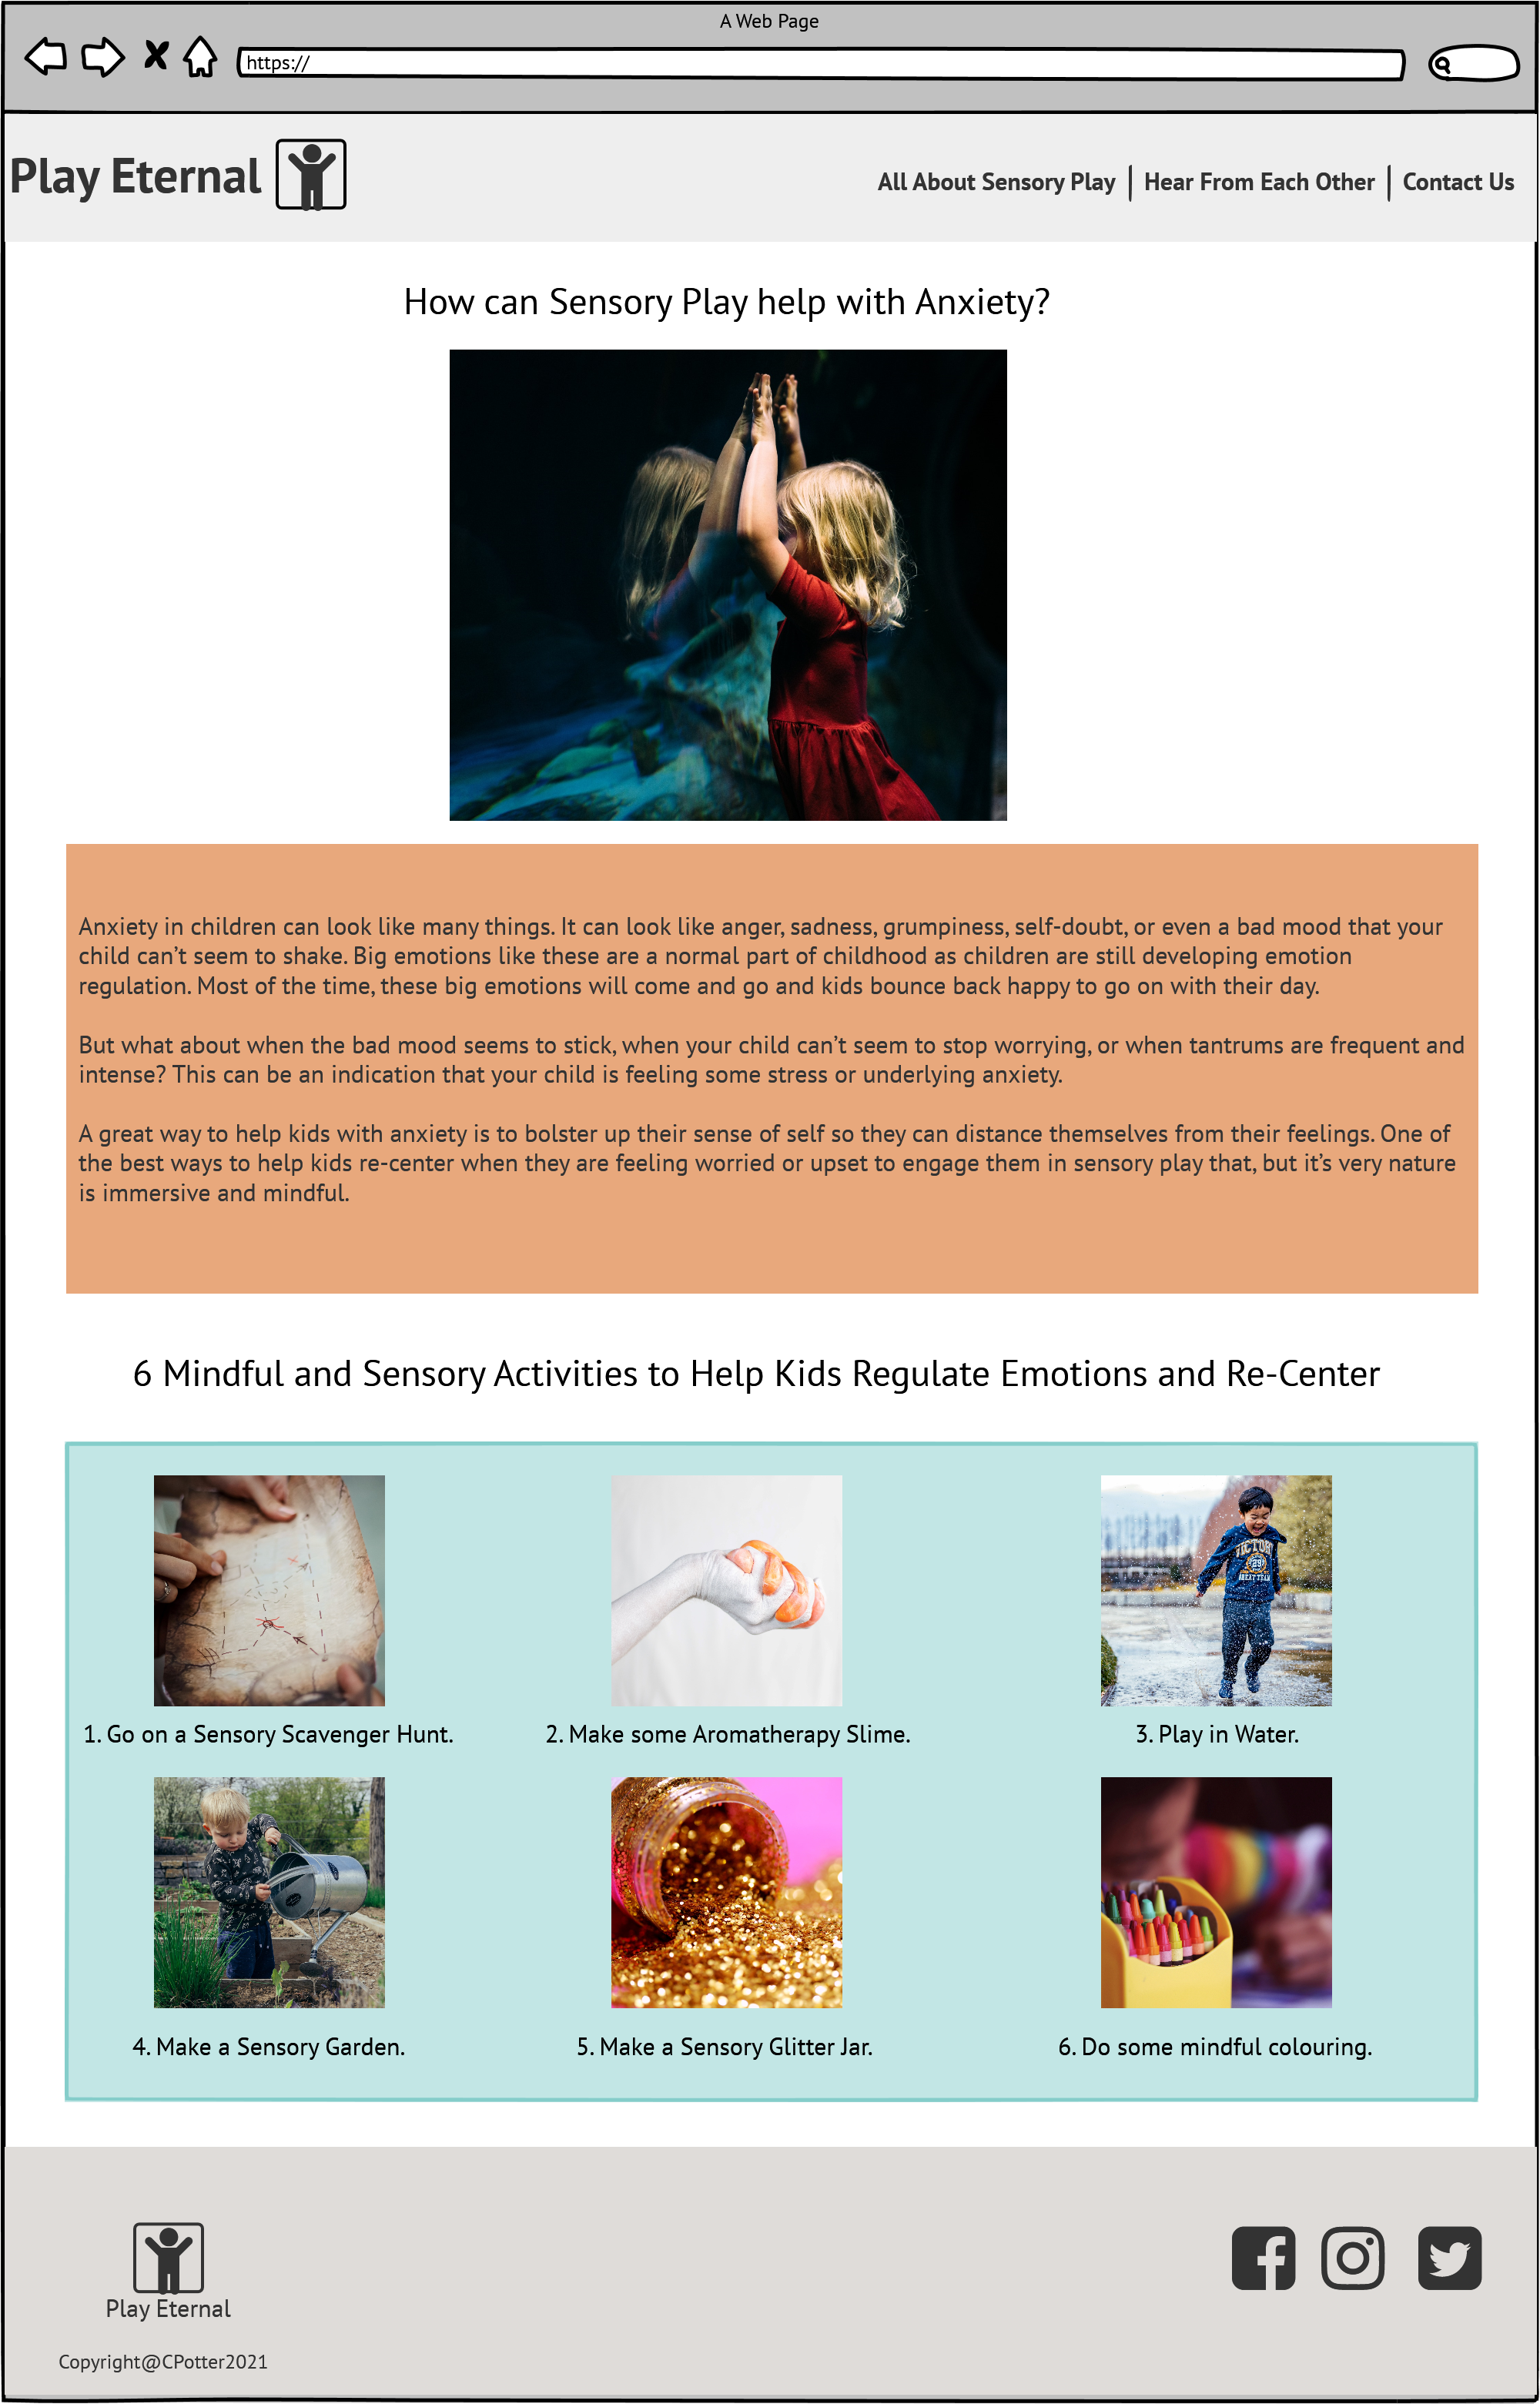 A Web Page
https://
Play Eternal
All About Sensory Play | Hear From Each Other | Contact Us
How can Sensory Play help with Anxiety?
Anxiety in children can look like many things. It can look like anger, sadness, grumpiness, self-doubt, or even a bad mood that your
child can’t seem to shake. Big emotions like these are a normal part of childhood as children are still developing emotion
regulation. Most of the time, these big emotions will come and go and kids bounce back happy to go on with their day.
But what about when the bad mood seems to stick, when your child can’t seem to stop worrying, or when tantrums are frequent and
intense? This can be an indication that your child is feeling some stress or underlying anxiety.
A great way to help kids with anxiety is to bolster up their sense of self so they can distance themselves from their feelings. One of
the best ways to help kids re-center when they are feeling worried or upset to engage them in sensory play that, but it’s very nature
is immersive and mindful.
6 Mindful and Sensory Activities to Help Kids Regulate Emotions and Re-Center
VICTORY
29
GREAT TEAM
1. Go on a Sensory Scavenger Hunt.
2. Make some Aromatherapy Slime.
3. Play in Water.
4. Make a Sensory Garden.
5. Make a Sensory Glitter Jar.
6. Do some mindful colouring.
Play Eternal
Copyright@CPotter2021